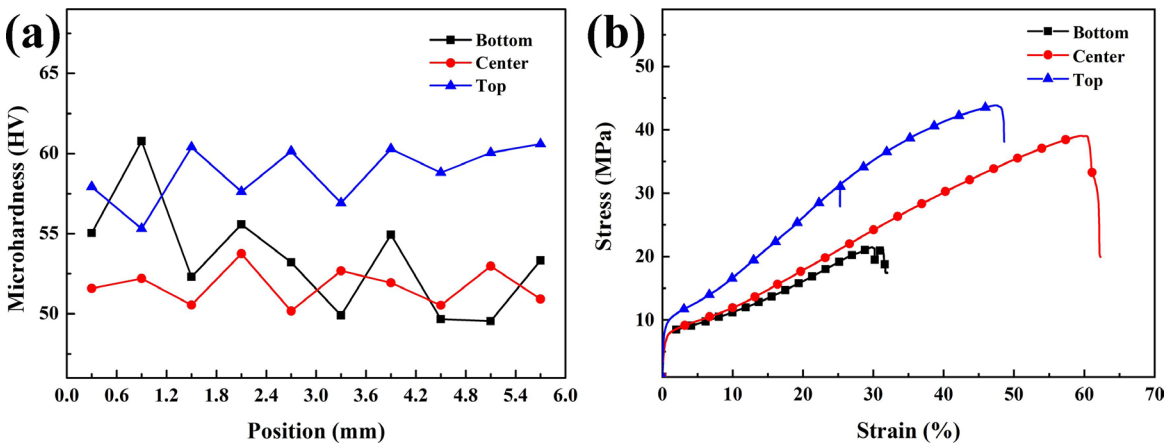 (a)
Bottom
Center
Top
Microhardness (HV)
65
60
55
50
0.0 0.6 1.2 1.8 2.4 3.0 3.6 4.2 4.8 5.4 6.0
Position (mm)
(b)
Bottom
Center
Top
Stress (MPa)
50
40
30
20
10
0 10 20 30 40 50 60 70
Strain (%)